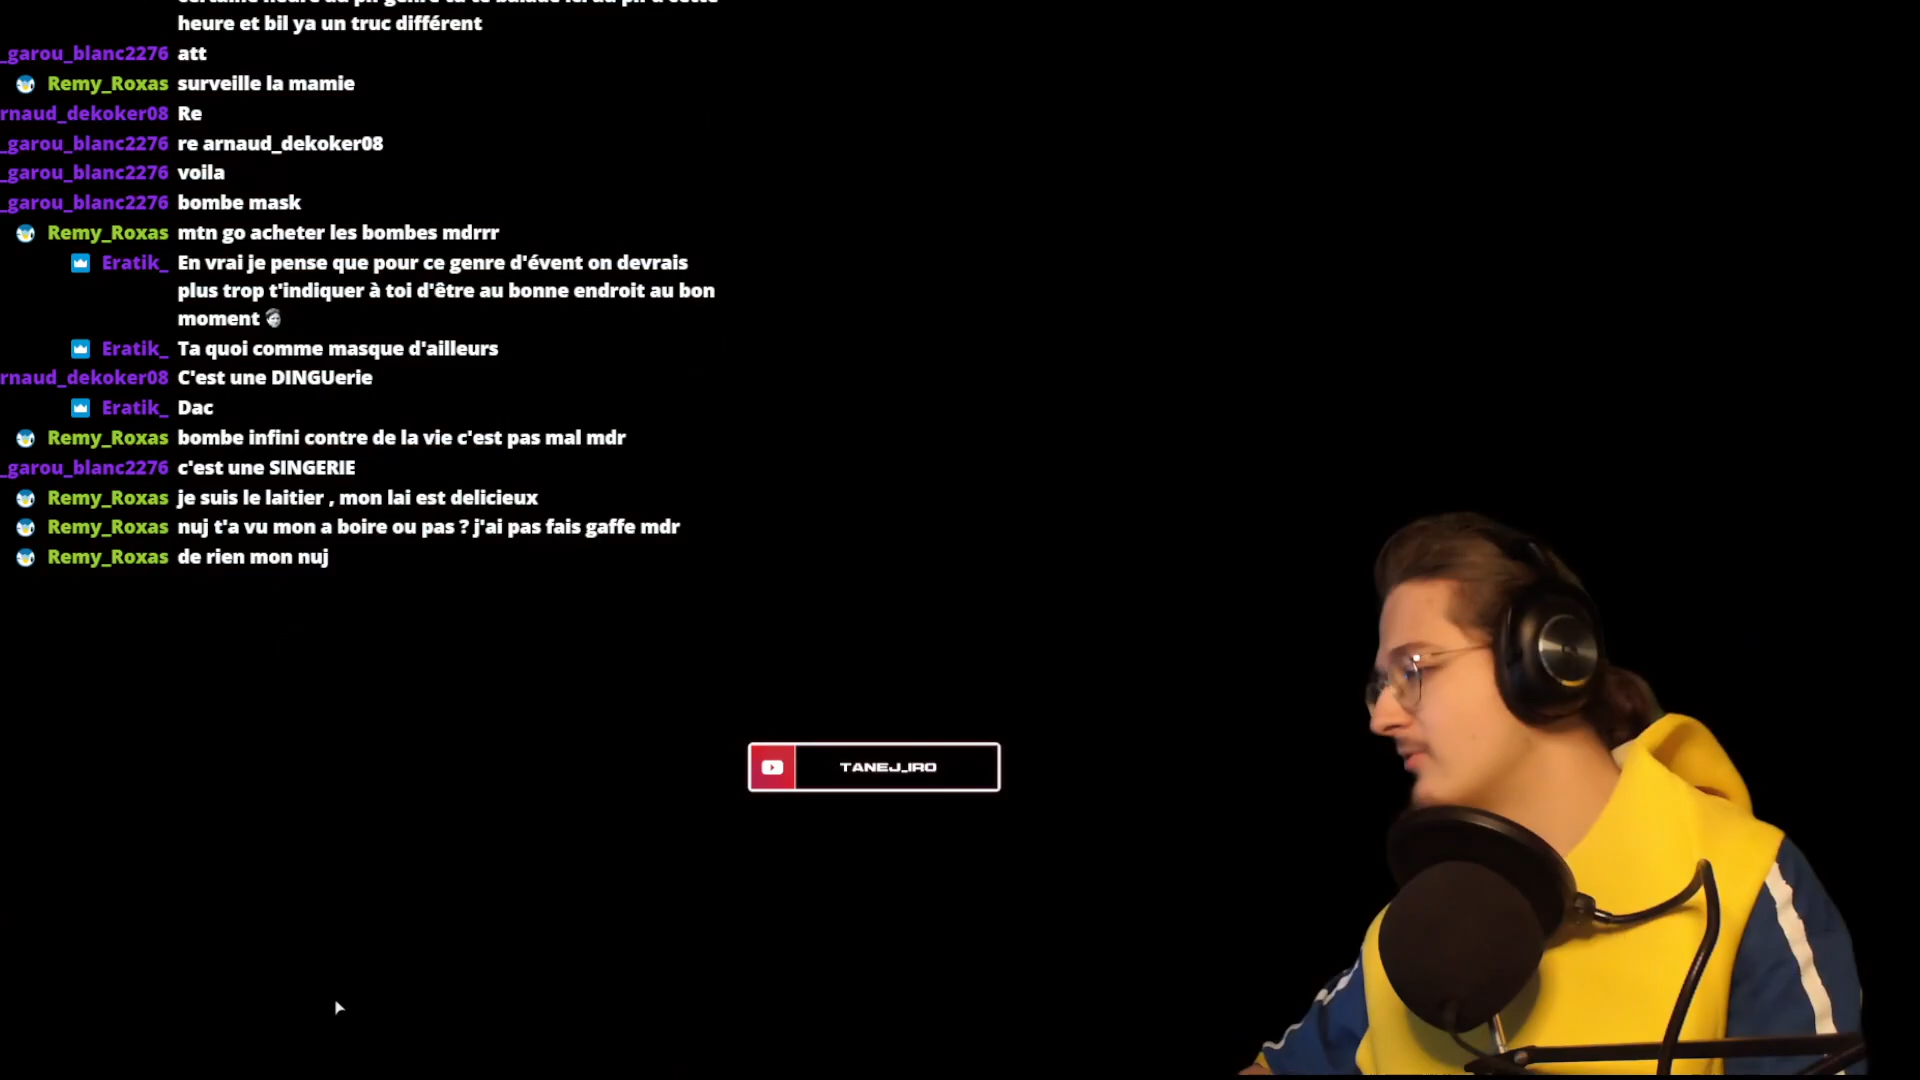 heure et bil ya un truc différent
_garou_blanc2276 att
Remy_Roxas surveille la mamie
rnaud_dekoker08 Re
_garou_blanc2276 re arnaud_dekoker08
_garou_blanc2276 voila
_garou_blanc2276 bombe mask
Remy_Roxas mtn go acheter les bombes mdrrr
Eratik_ En vrai je pense que pour ce genre d'évent on devrais
plus trop t'indiquer à toi d'être au bonne endroit au bon
moment
Eratik_ Ta quoi comme masque d'ailleurs
rnaud_dekoker08 C'est une DINGUerie
Eratik_ Dac
Remy_Roxas bombe infini contre de la vie c'est pas mal mdr
_garou_blanc2276 c'est une SINGERIE
Remy_Roxas je suis le laitier , mon lai est delicieux
Remy_Roxas nuj t'a vu mon a boire ou pas ? j'ai pas fais gaffe mdr
Remy_Roxas de rien mon nuj
TANEJ_IRO